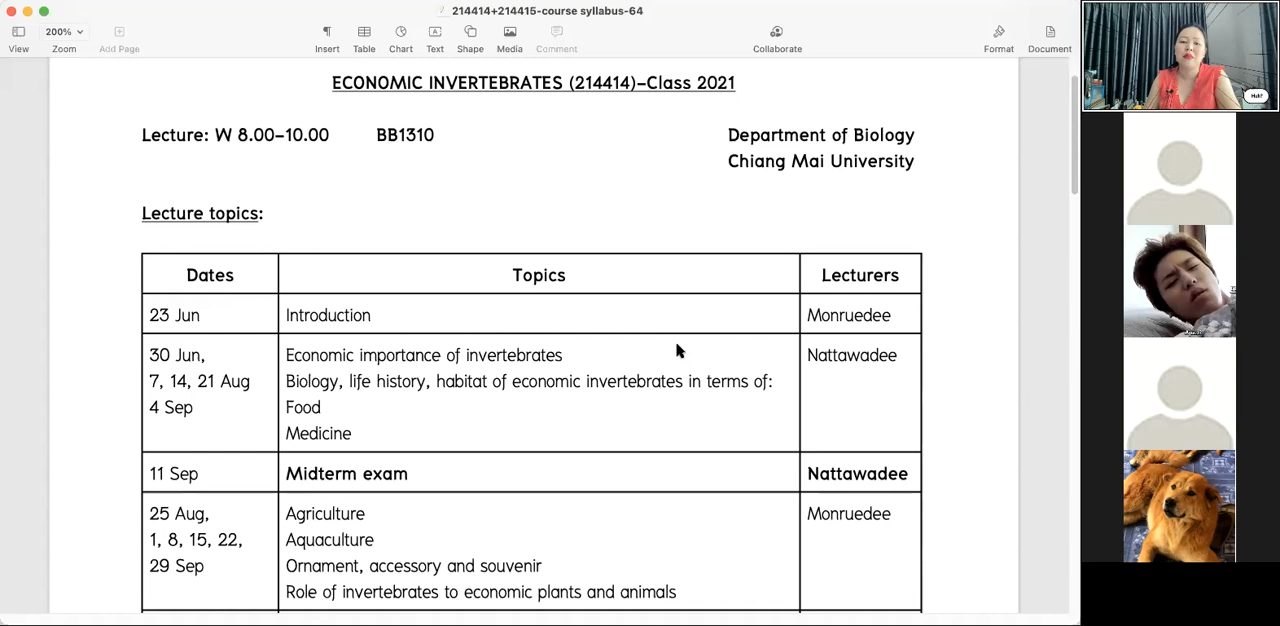 214414+214415-course syllabus-64
200%
View
Zoom
Add Page
Insert
Table
Chart
Text
Shape
Media
Comment
Collaborate
Format
Document
ECONOMIC INVERTEBRATES (214414)-Class 2021
Lecture: W 8.00-10.00 BB1310
Department of Biology
Chiang Mai University
Lecture topics:
Dates Topics Lecturers
23 Jun Introduction Monruedee
30 Jun, Economic importance of invertebrates Nattawadee
7, 14, 21 Aug Biology, life history, habitat of economic invertebrates in terms of:
4 Sep Food
Medicine
11 Sep Midterm exam Nattawadee
25 Aug, Agriculture Monruedee
1, 8, 15, 22, Aquaculture
29 Sep Ornament, accessory and souvenir
Role of invertebrates to economic plants and animals